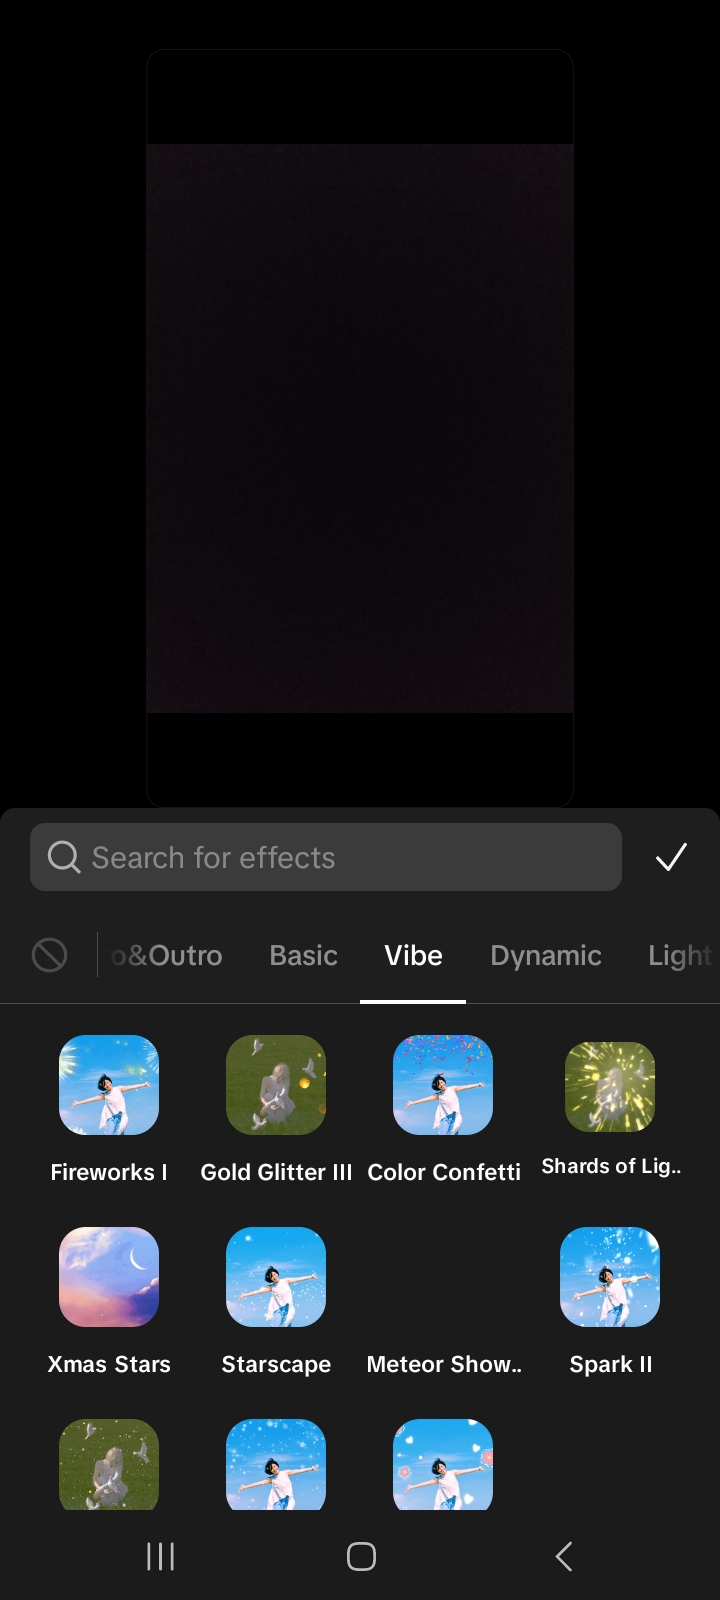 Search for effects
o&Outro Basic Vibe Dynamic Light
Fireworks I Gold Glitter III Color Confetti Shards of Lig..
Xmas Stars Starscape Meteor Show.. Spark II